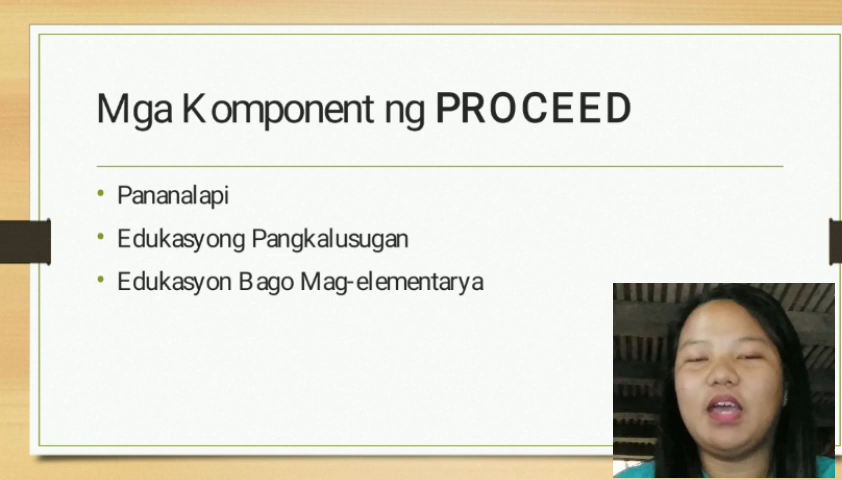 Mga Komponent ng PROCEED
• Pananalapi
• Edukasyong Pangkalusugan
• Edukasyon Bago Mag-elementarya